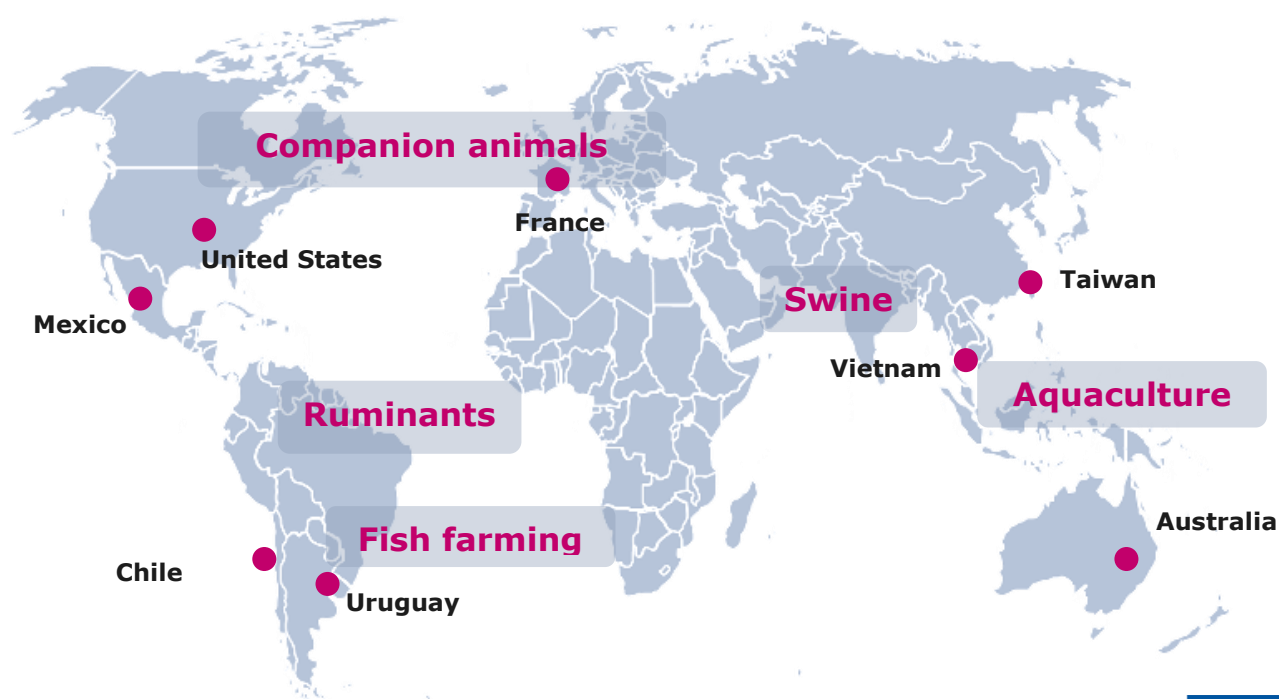 Companion animals
France
United States
Taiwan
Swine
Mexico
Vietnam
Aquaculture
Ruminants
Australia
Fish farming
Chile
Uruguay